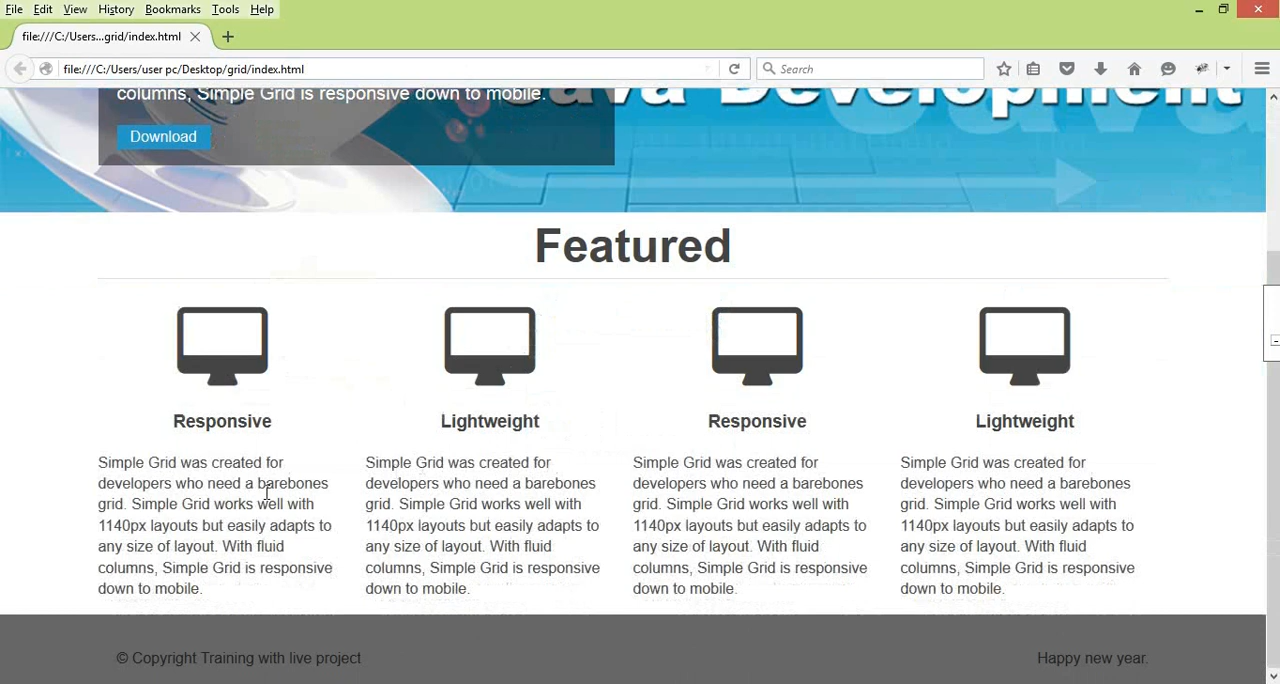 File Edit View History Bookmarks Tools Help
file:///C:/Users...grid/index.html
file:///C:/Users/user pc/Desktop/grid/index.html
Search
columns, Simple Grid is responsive down to mobile.
Java Development
Download
Featured
Responsive
Simple Grid was created for
developers who need a barebones
grid. Simple Grid works well with
1140px layouts but easily adapts to
any size of layout. With fluid
columns, Simple Grid is responsive
down to mobile.
Lightweight
Simple Grid was created for
developers who need a barebones
grid. Simple Grid works well with
1140px layouts but easily adapts to
any size of layout. With fluid
columns, Simple Grid is responsive
down to mobile.
Responsive
Simple Grid was created for
developers who need a barebones
grid. Simple Grid works well with
1140px layouts but easily adapts to
any size of layout. With fluid
columns, Simple Grid is responsive
down to mobile.
Lightweight
Simple Grid was created for
developers who need a barebones
grid. Simple Grid works well with
1140px layouts but easily adapts to
any size of layout. With fluid
columns, Simple Grid is responsive
down to mobile.
© Copyright Training with live project
Happy new year.